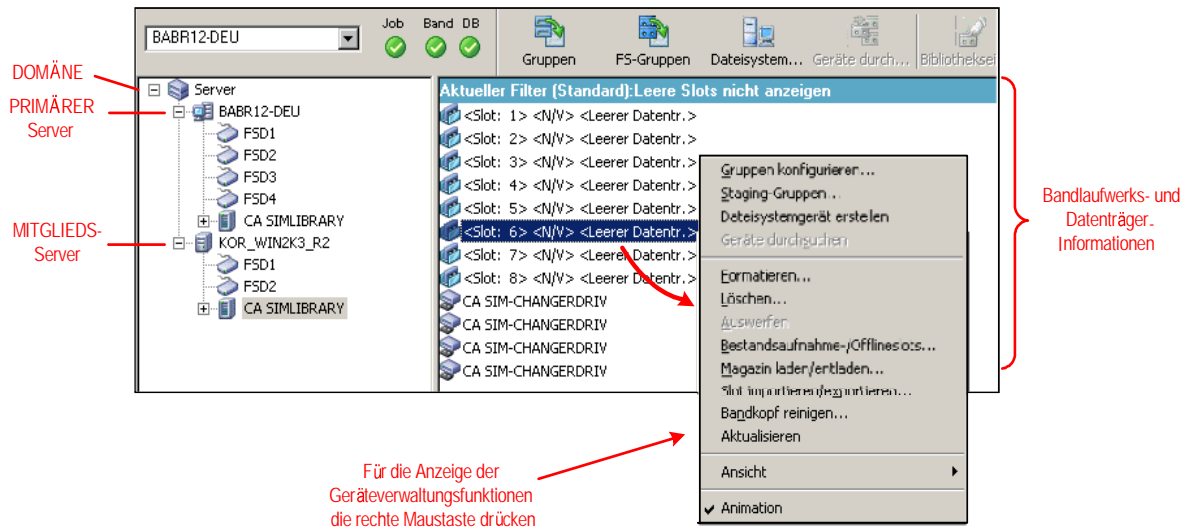 Job Band DB
BABR12-DEU
Gruppen FS-Gruppen Dateisystem... Geräte durch... Bibliotheksei
DOMÄNE
PRIMÄRER
Server
MITGLIEDS-
Server
Server
BABR12-DEU
FSD1
FSD2
FSD3
FSD4
CA SIMLIBRARY
KOR_WIN2K3_R2
FSD1
FSD2
CA SIMLIBRARY
Aktueller Filter (Standard):Leere Slots nicht anzeigen
<Slot: 1> <N/V> <Leerer Datentr.>
<Slot: 2> <N/V> <Leerer Datentr.>
<Slot: 3> <N/V> <Leerer Datentr.>
<Slot: 4> <N/V> <Leerer Datentr.>
<Slot: 5> <N/V> <Leerer Datentr.>
<Slot: 6> <N/V> <Leerer Datentr.>
<Slot: 7> <N/V> <Leerer Datentr.>
<Slot: 8> <N/V> <Leerer Datentr.>
CA SIM-CHANGERDRIV
CA SIM-CHANGERDRIV
CA SIM-CHANGERDRIV
CA SIM-CHANGERDRIV
Gruppen konfigurieren...
Staging-Gruppen...
Dateisystemgerät erstellen
Geräte durchsuchen
Formatieren...
Löschen...
Auswerfen
Bestandsaufnahme-/Offlineslots...
Magazin laden/entladen...
Slot importieren/exportieren...
Bandkopf reinigen...
Aktualisieren
Ansicht
Animation
Bandlaufwerks- und
Datenträger-
Informationen
Für die Anzeige der
Geräteverwaltungsfunktionen
die rechte Maustaste drücken